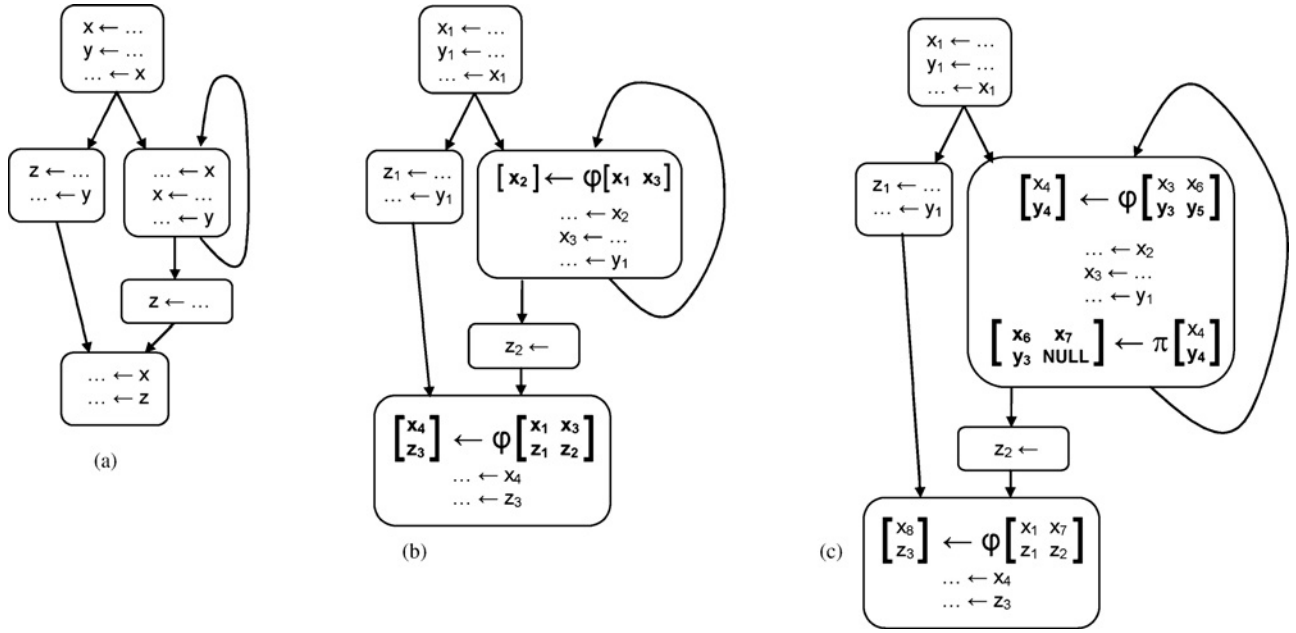 x ← ...
y ← ...
... ← x
z ← ...
... ← y
... ← x
x ← ...
... ← y
z ← ...
... ← x
... ← z
(a)
x₁ ← ...
y₁ ← ...
... ← x₁
z₁ ← ...
... ← y₁
[x₂] ← φ[x₁ x₃]
... ← x₂
x₃ ← ...
... ← y₁
z₂ ←
[x₄] ← φ[x₁ x₃]
[z₃] [z₁ z₂]
... ← x₄
... ← z₃
(b)
x₁ ← ...
y₁ ← ...
... ← x₁
z₁ ← ...
... ← y₁
[x₄] ← φ[x₃ x₆]
[y₄] [y₃ y₅]
... ← x₂
x₃ ← ...
... ← y₁
[x₆ x₇] ← π[x₄]
[y₃ NULL] [y₄]
z₂ ←
[x₈] ← φ[x₁ x₇]
[z₃] [z₁ z₂]
... ← x₄
... ← z₃
(c)